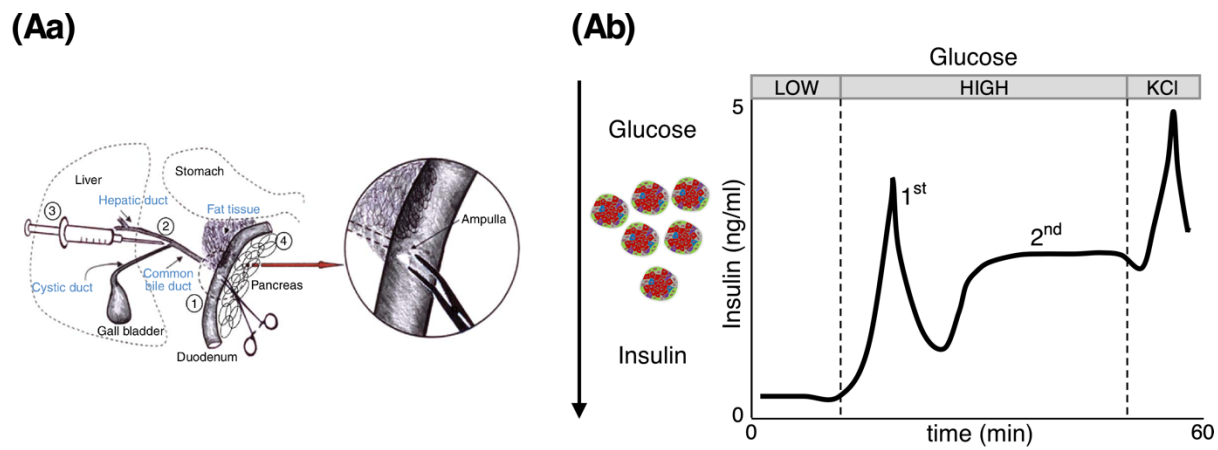 (Aa)
Liver
Stomach
Hepatic duct
Fat tissue
3
2
4
Ampulla
Cystic duct
Common
bile duct
Pancreas
1
Gall bladder
Duodenum
(Ab)
Glucose
LOW
HIGH
KCl
5
Glucose
1st
2nd
Insulin (ng/ml)
Insulin
0
0
time (min)
60